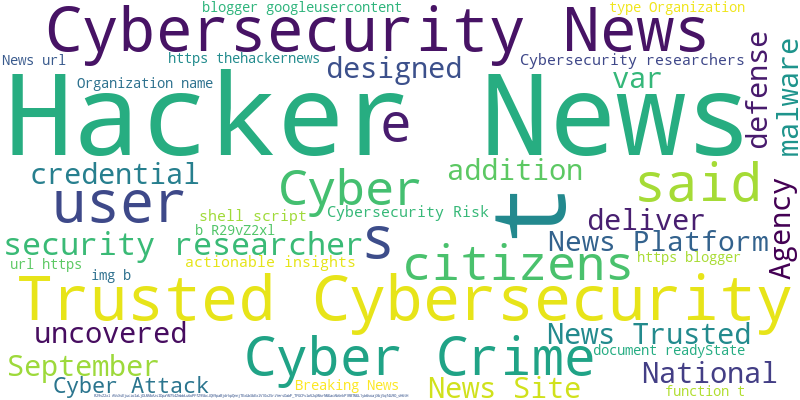 blogger googleusercontent
type Organization
Cybersecurity News
News url
https thehackernews
designed
Cybersecurity researchers
defense
malware
Organization name
var
Hacker News
e
credential
addition
said
user
Cyber
t
shell script
Cybersecurity Risk
deliver
Agency
b R29vZ2xl
s
security researcher
News Platform
citizens
url https
actionable insights
https blogger
img b
Trusted Cybersecurity
uncovered
News Trusted
Cyber Crime
document readyState
September
National
Cyber Attack
Breaking News
News Site
function t